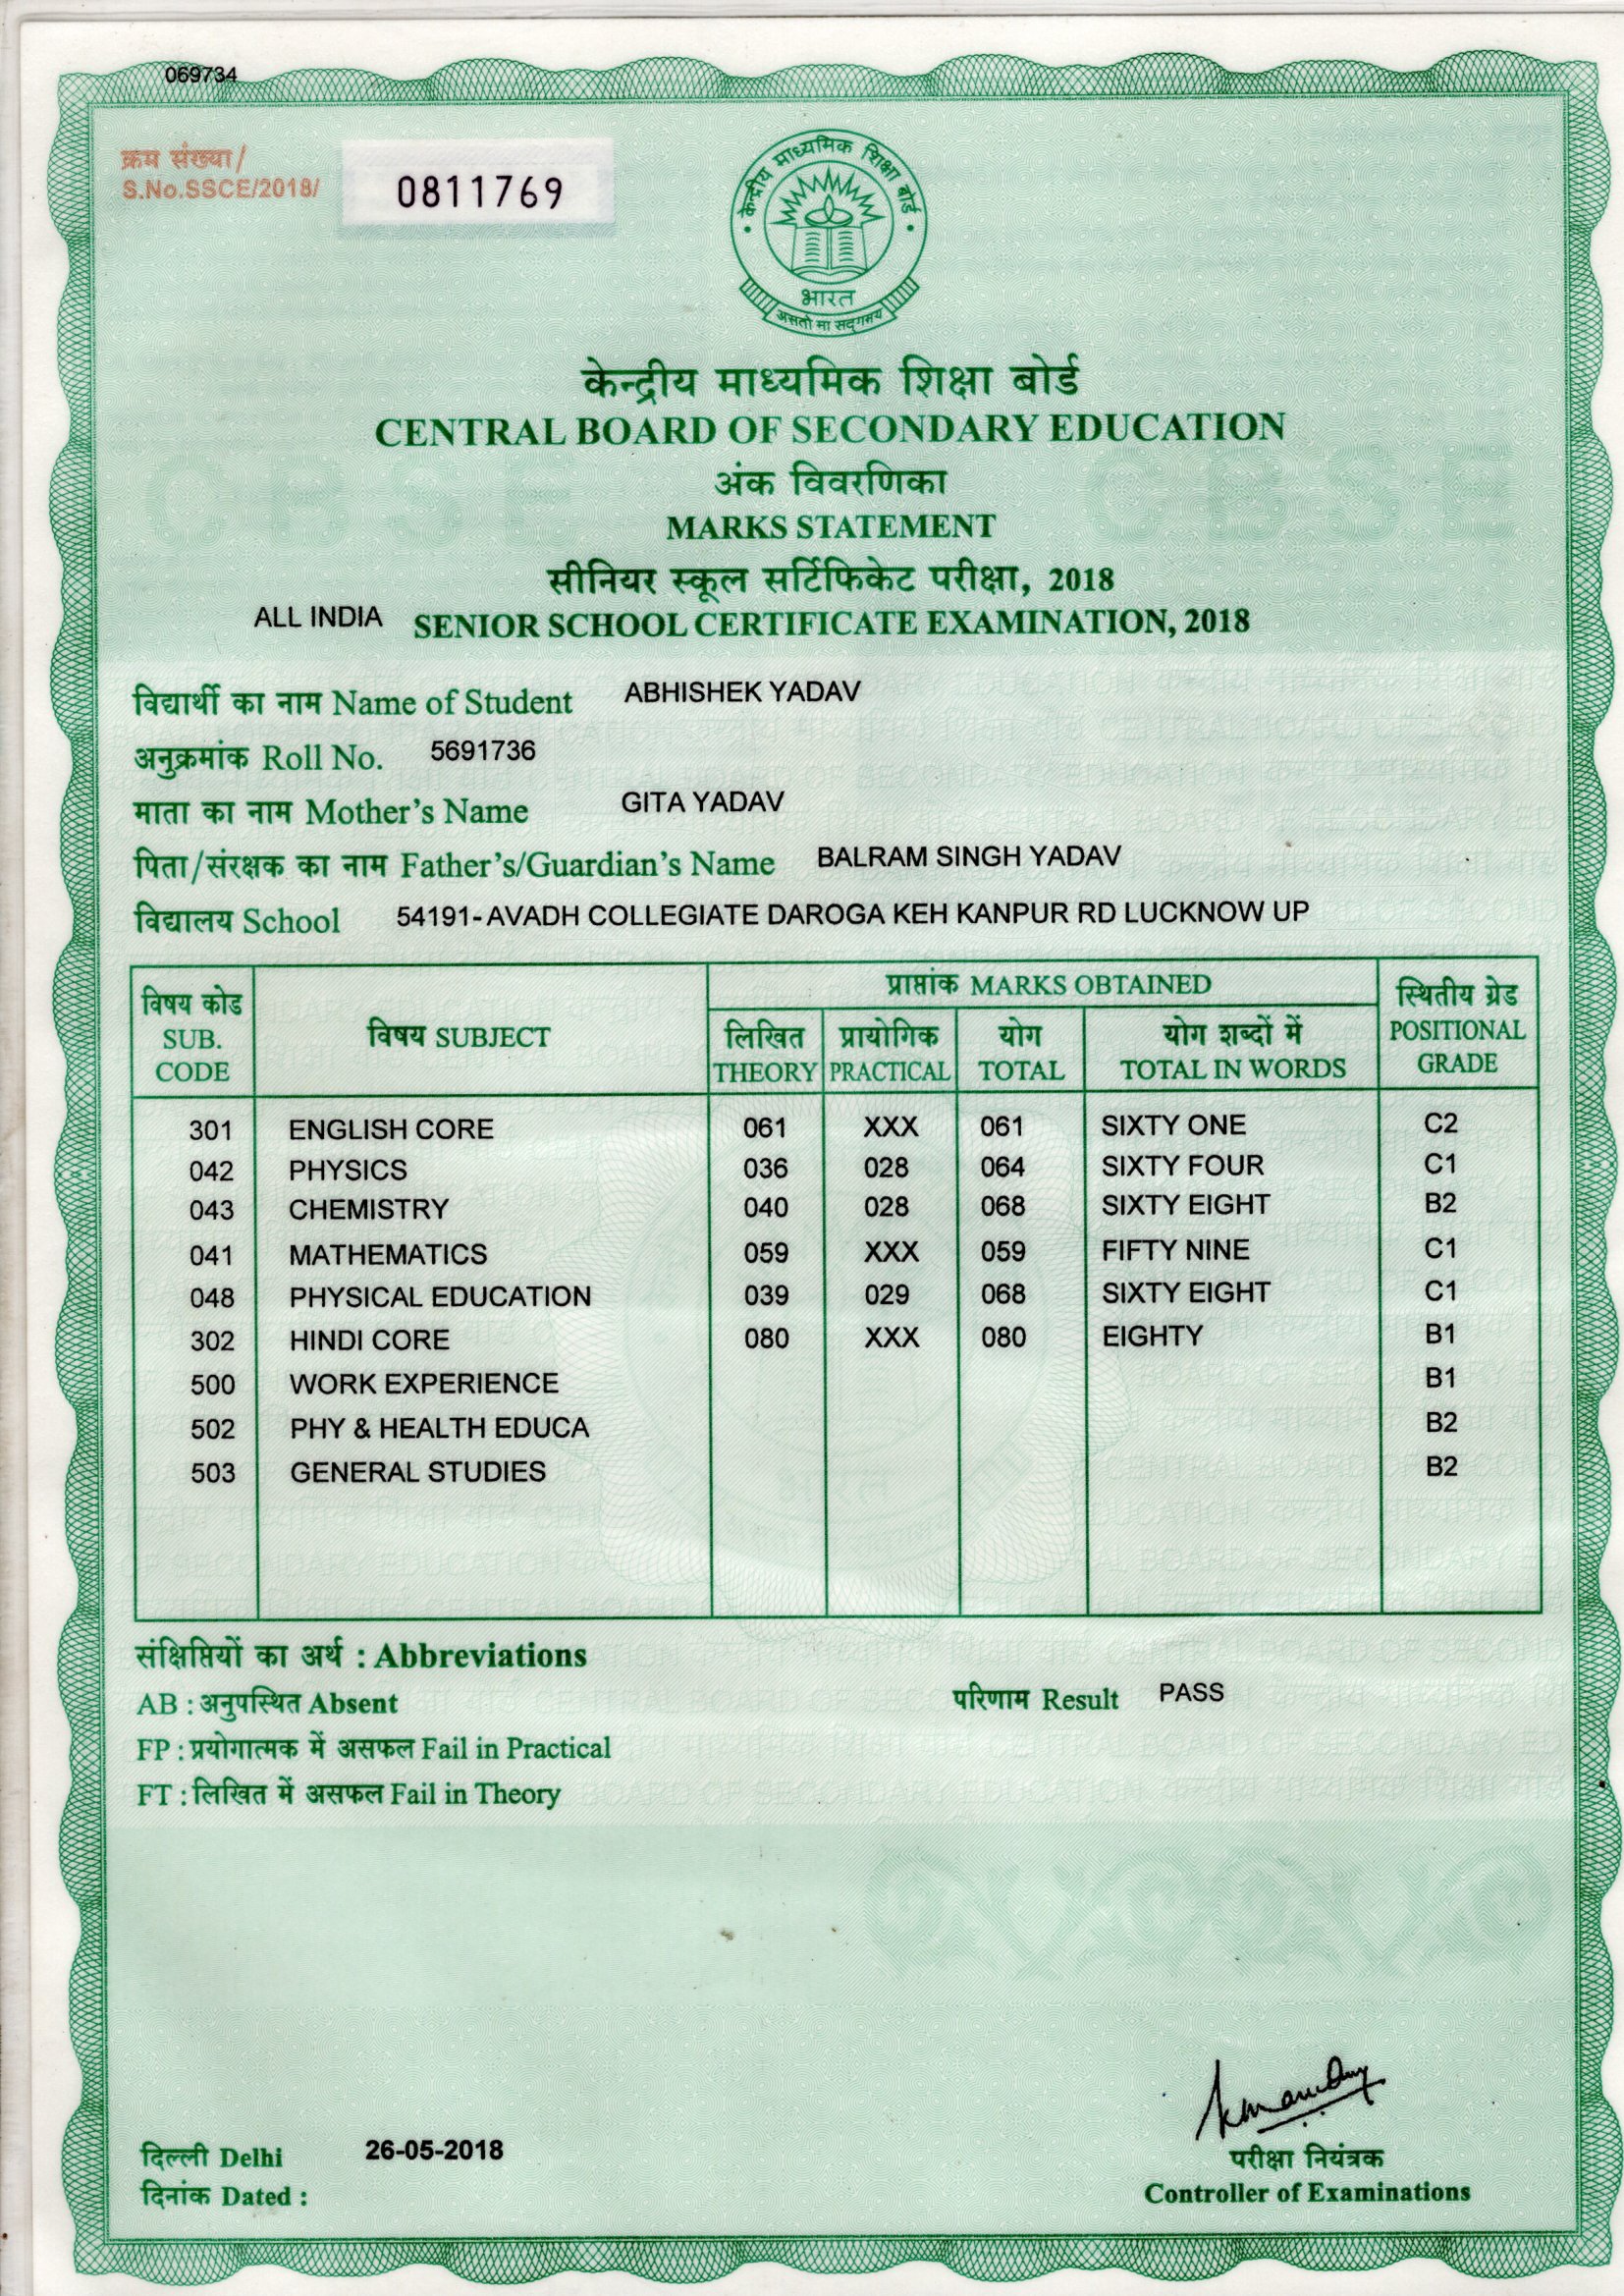 069734
क्रम संख्या/
S.No.SSCE/2018/ 0811769
केन्द्रीय माध्यमिक शिक्षा बोर्ड
भारत
असतो मा सद्गमय
केन्द्रीय माध्यमिक शिक्षा बोर्ड
CENTRAL BOARD OF SECONDARY EDUCATION
CBSE CBSE
अंक विवरणिका
MARKS STATEMENT
सीनियर स्कूल सर्टिफिकेट परीक्षा, 2018
ALL INDIA SENIOR SCHOOL CERTIFICATE EXAMINATION, 2018
विद्यार्थी का नाम Name of Student ABHISHEK YADAV
अनुक्रमांक Roll No. 5691736
माता का नाम Mother's Name GITA YADAV
पिता/संरक्षक का नाम Father's/Guardian's Name BALRAM SINGH YADAV
विद्यालय School 54191-AVADH COLLEGIATE DAROGA KEH KANPUR RD LUCKNOW UP
विषय कोड SUB. CODE विषय SUBJECT प्राप्तांक MARKS OBTAINED स्थितीय ग्रेड POSITIONAL GRADE
लिखित THEORY प्रायोगिक PRACTICAL योग TOTAL योग शब्दों में TOTAL IN WORDS
301 ENGLISH CORE 061 XXX 061 SIXTY ONE C2
042 PHYSICS 036 028 064 SIXTY FOUR C1
043 CHEMISTRY 040 028 068 SIXTY EIGHT B2
041 MATHEMATICS 059 XXX 059 FIFTY NINE C1
048 PHYSICAL EDUCATION 039 029 068 SIXTY EIGHT C1
302 HINDI CORE 080 XXX 080 EIGHTY B1
500 WORK EXPERIENCE B1
502 PHY & HEALTH EDUCA B2
503 GENERAL STUDIES B2
संक्षिप्तियों का अर्थ : Abbreviations
AB : अनुपस्थित Absent परिणाम Result PASS
FP : प्रयोगात्मक में असफल Fail in Practical
FT : लिखित में असफल Fail in Theory
दिल्ली Delhi 26-05-2018
दिनांक Dated :
परीक्षा नियंत्रक
Controller of Examinations